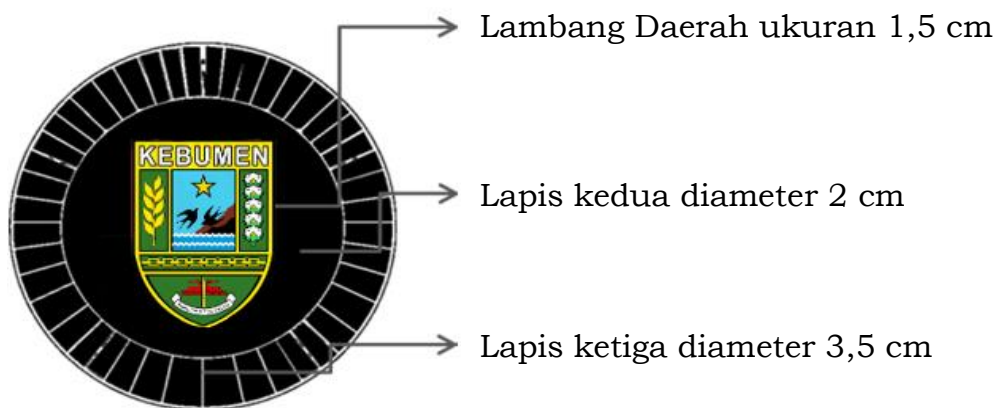 Lambang Daerah ukuran 1,5 cm
KEBUMEN
Lapis kedua diameter 2 cm
Lapis ketiga diameter 3,5 cm